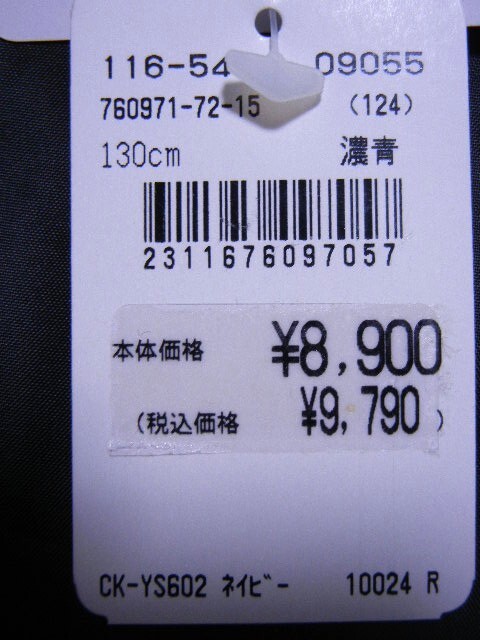 116-54 09055
760971-72-15 (124)
130cm 濃青
2311676097057
本体価格 ¥8,900
(税込価格 ¥9,790 )
CK-YS602 ネイビー 10024 R